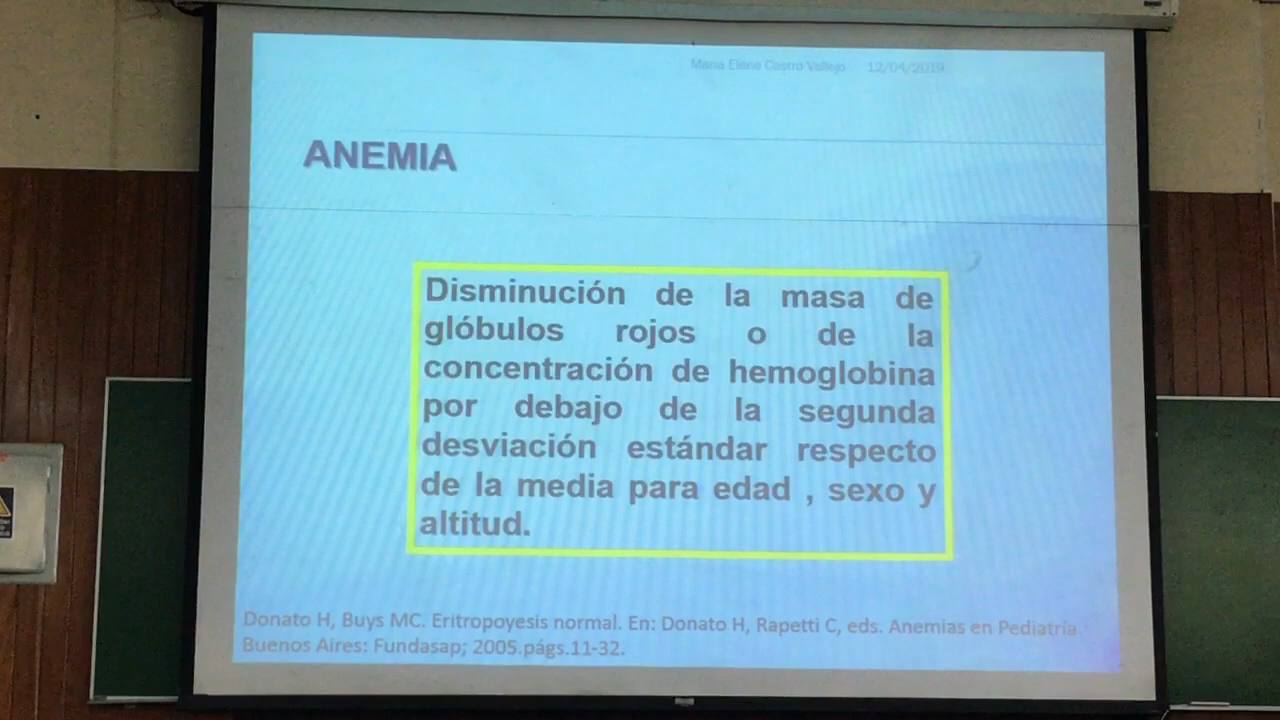 Maria Elena Castro Vallejo 12/04/2019
ANEMIA
Disminución de la masa de
glóbulos rojos o de la
concentración de hemoglobina
por debajo de la segunda
desviación estándar respecto
de la media para edad , sexo y
altitud.
Donato H, Buys MC. Eritropoyesis normal. En: Donato H, Rapetti C, eds. Anemias en Pediatría.
Buenos Aires: Fundasap; 2005.págs.11-32.